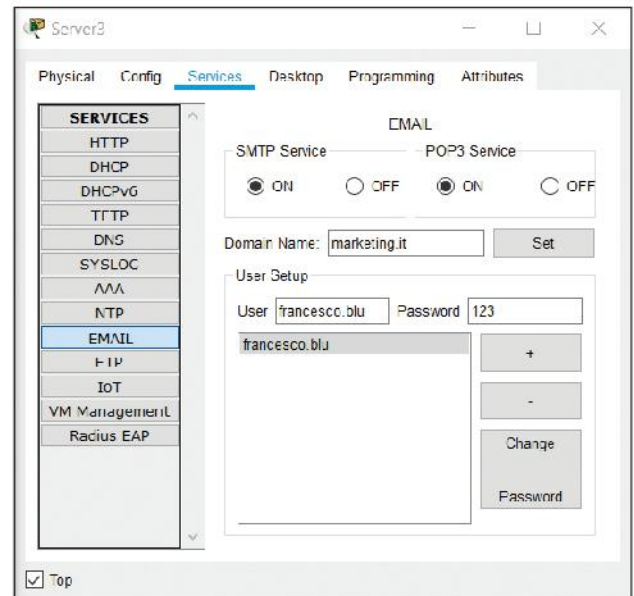 Server3
Physical Config Services Desktop Programming Attributes
SERVICES
HTTP
DHCP
DHCPv6
TFTP
DNS
SYSLOG
AAA
NTP
EMAIL
FTP
IoT
VM Management
Radius EAP
EMAIL
SMTP Service POP3 Service
ON OFF ON OFF
Domain Name: marketing.it Set
User Setup
User francesco.blu Password 123
francesco.blu
+
-
Change
Password
Top